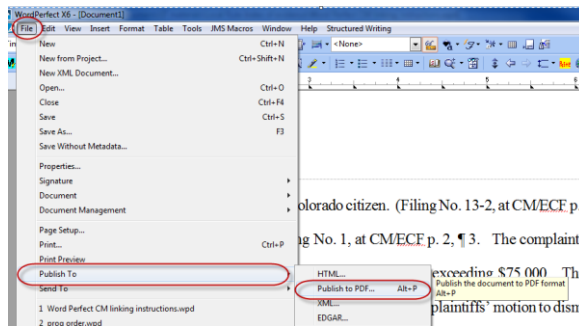 WordPerfect X6 - [Document1]
File Edit View Insert Format Table Tools JMS Macros Window Help Structured Writing
New Ctrl+N
<None>
New from Project... Ctrl+Shift+N
New XML Document...
Open... Ctrl+O
Close Ctrl+F4
Save Ctrl+S
Save As... F3
Save Without Metadata...
Properties...
Signature
Document
Document Management
Page Setup...
Print... Ctrl+P
Print Preview
Publish To
Send To
1 Word Perfect CM linking instructions.wpd
2 prog order.wpd
3 4 5 6
olorado citizen. (Filing No. 13-2, at CM/ECF p.
ng No. 1, at CM/ECF p. 2, ¶ 3. The complaint
exceeding $75,000. Th
plaintiffs' motion to dism
HTML...
Publish to PDF... Alt+P
XML...
EDGAR...
Publish the document to PDF format
Alt+P